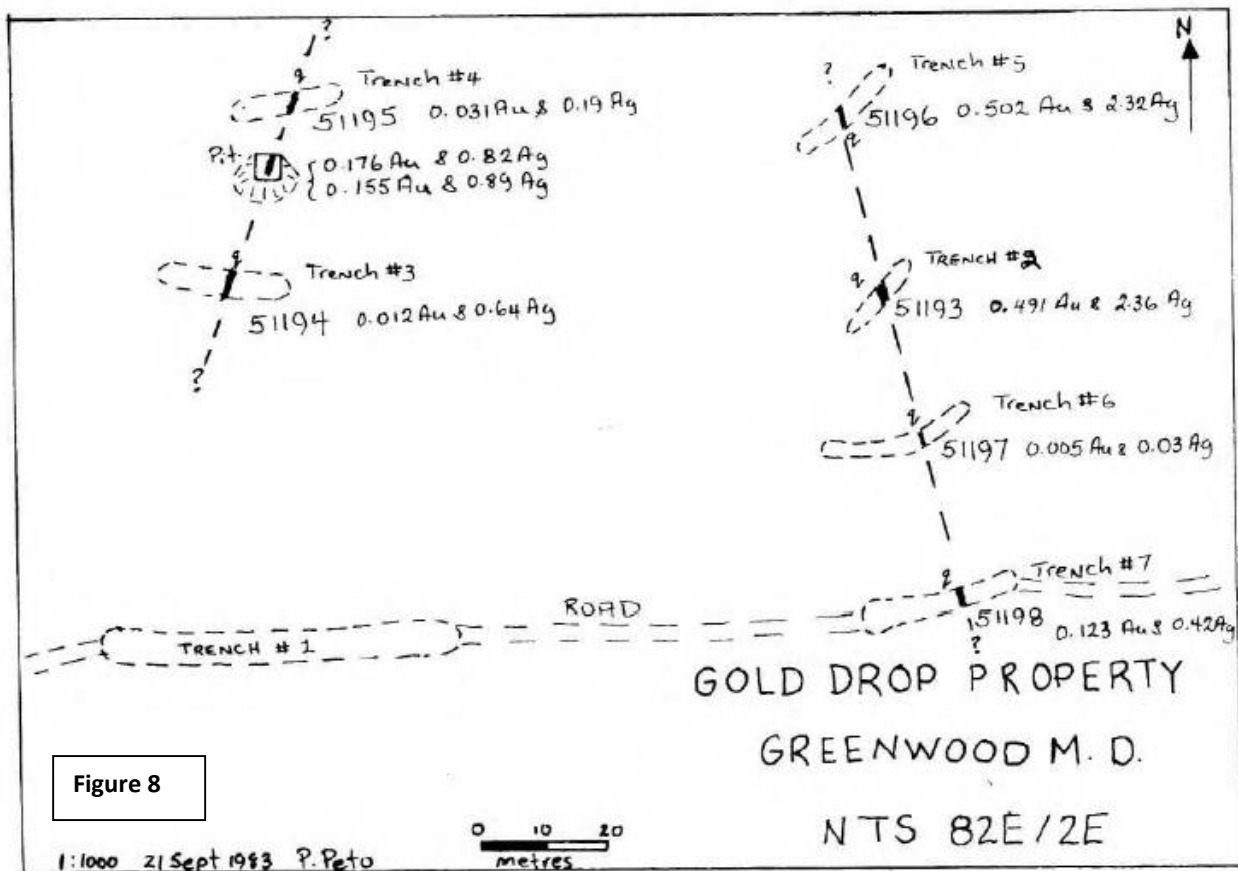 N
?
q
Trench #4
51195 0.031 Au & 0.19 Ag
Pit
0.176 Au & 0.82 Ag
0.155 Au & 0.89 Ag
q
Trench #3
51194 0.012 Au & 0.64 Ag
?
?
Trench #5
51196 0.502 Au & 2.32 Ag
q
q
TRENCH #2
51193 0.491 Au & 2.36 Ag
q
Trench #6
51197 0.005 Au & 0.03 Ag
q
Trench #7
51198 0.123 Au & 0.42 Ag
?
ROAD
TRENCH # 1
GOLD DROP PROPERTY
GREENWOOD M. D.
NTS 82E/2E
Figure 8
0 10 20
metres
1:1000 21 Sept 1983 P. Peto